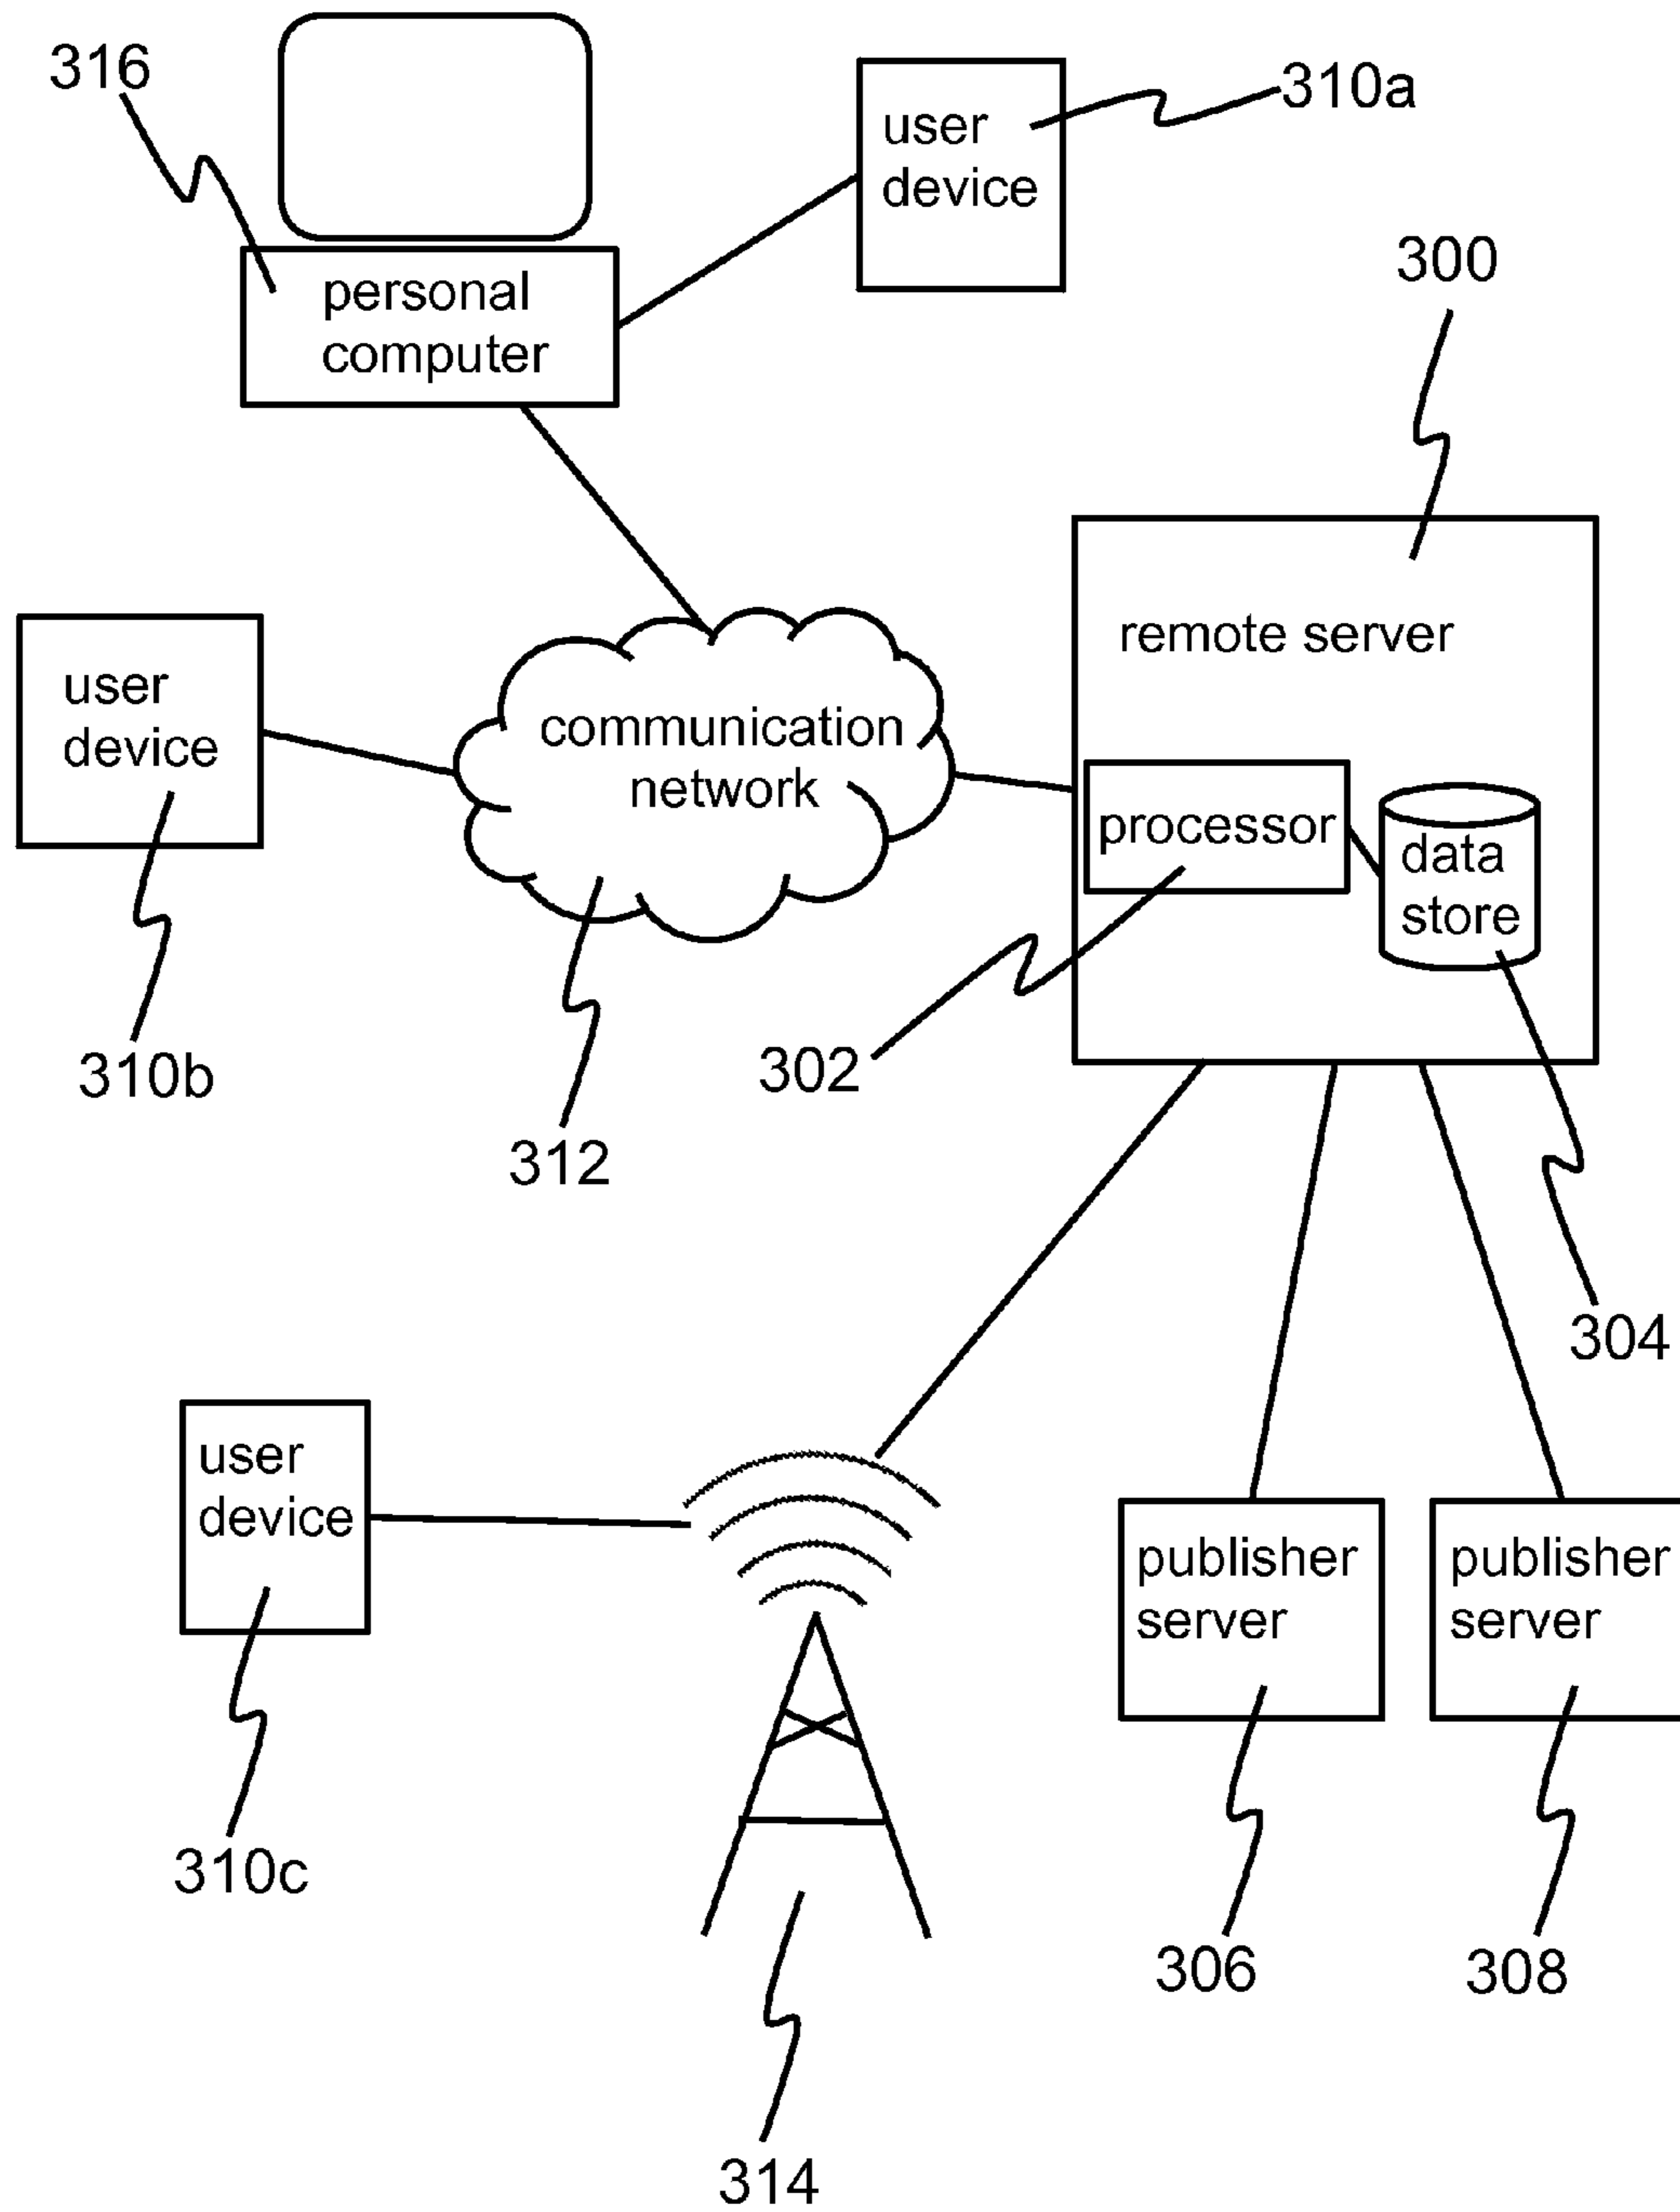 316
310a
user
device
300
personal
computer
remote server
user
device
communication
network
processor
data
store
302
310b
312
304
user
device
publisher
server
publisher
server
310c
306
308
314